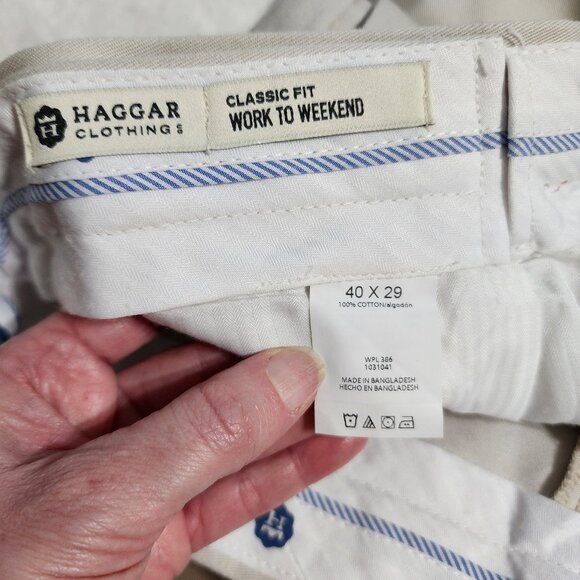 HAGGAR
CLOTHING⁠S
CLASSIC FIT
WORK TO WEEKEND
40 X 29
100% COTTON/algodón
WPL 386
1031041
MADE IN BANGLADESH
HECHO EN BANGLADESH
H
H